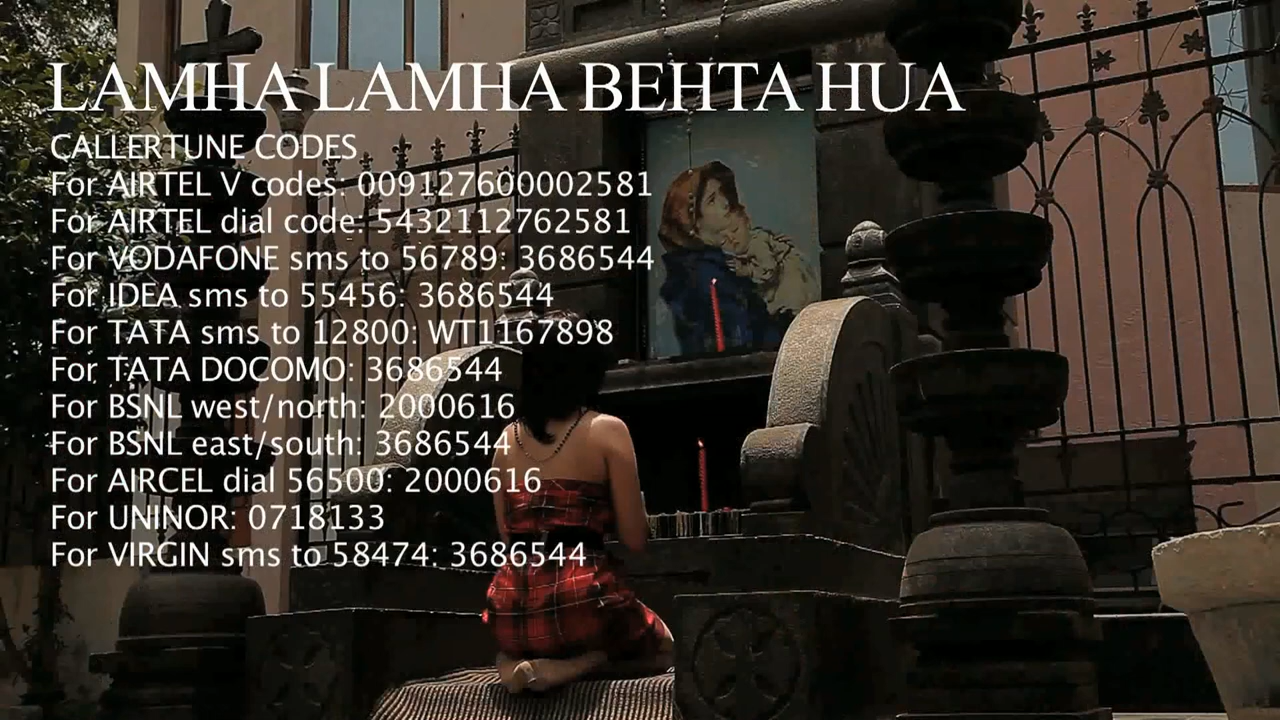 LAMHA LAMHA BEHTA HUA
CALLERTUNE CODES
For AIRTEL V codes: 009127600002581
For AIRTEL dial code: 5432112762581
For VODAFONE sms to 56789: 3686544
For IDEA sms to 55456: 3686544
For TATA sms to 12800: WT1167898
For TATA DOCOMO: 3686544
For BSNL west/north: 2000616
For BSNL east/south: 3686544
For AIRCEL dial 56500: 2000616
For UNINOR: 0718133
For VIRGIN sms to 58474: 3686544